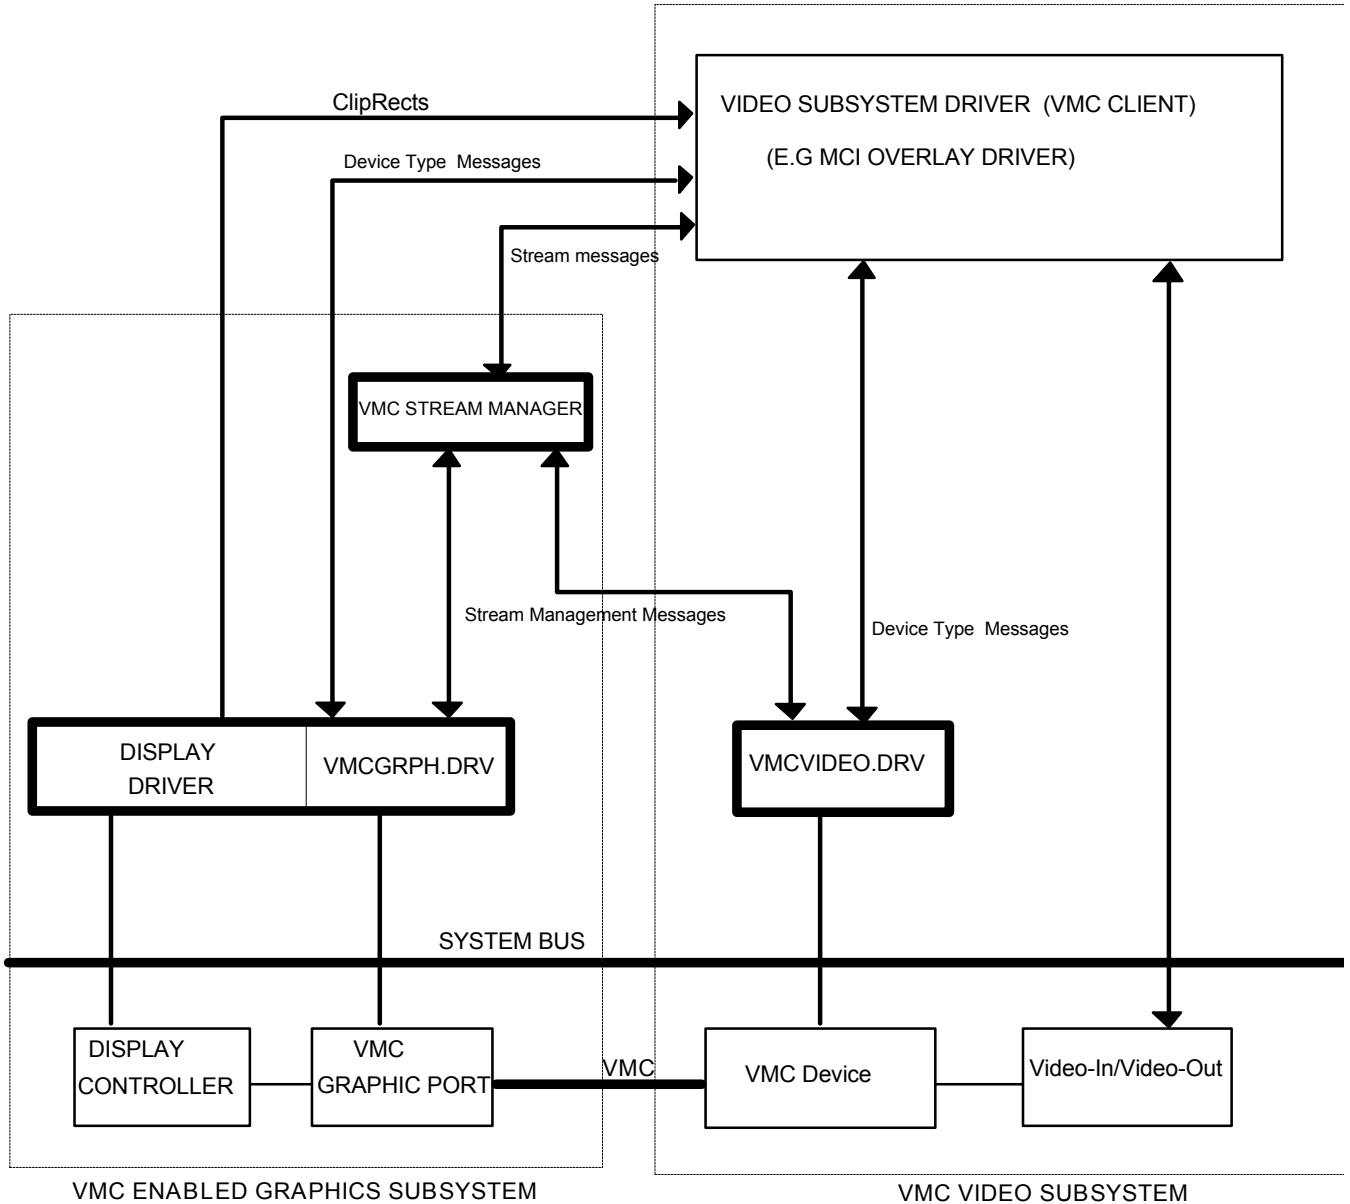 ClipRects
VIDEO SUBSYSTEM DRIVER (VMC CLIENT)
(E.G MCI OVERLAY DRIVER)
Device Type Messages
Stream messages
VMC STREAM MANAGER
Stream Management Messages
Device Type Messages
DISPLAY
DRIVER
VMCGRPH.DRV
VMCVIDEO.DRV
SYSTEM BUS
DISPLAY
CONTROLLER
VMC
GRAPHIC PORT
VMC
VMC Device
Video-In/Video-Out
VMC ENABLED GRAPHICS SUBSYSTEM
VMC VIDEO SUBSYSTEM